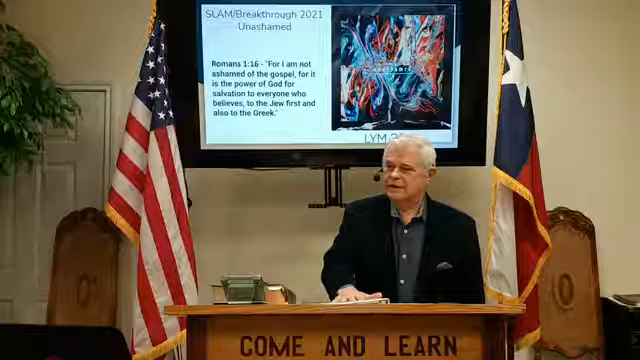 SLAM/Breakthrough 2021
Unashamed
Romans 1:16 - "For i am not
ashamed of the gospel, for it
is the power of God for
salvation to everyone who
believes, to the Jew first and
also to the Greek."
COME AND LEARN